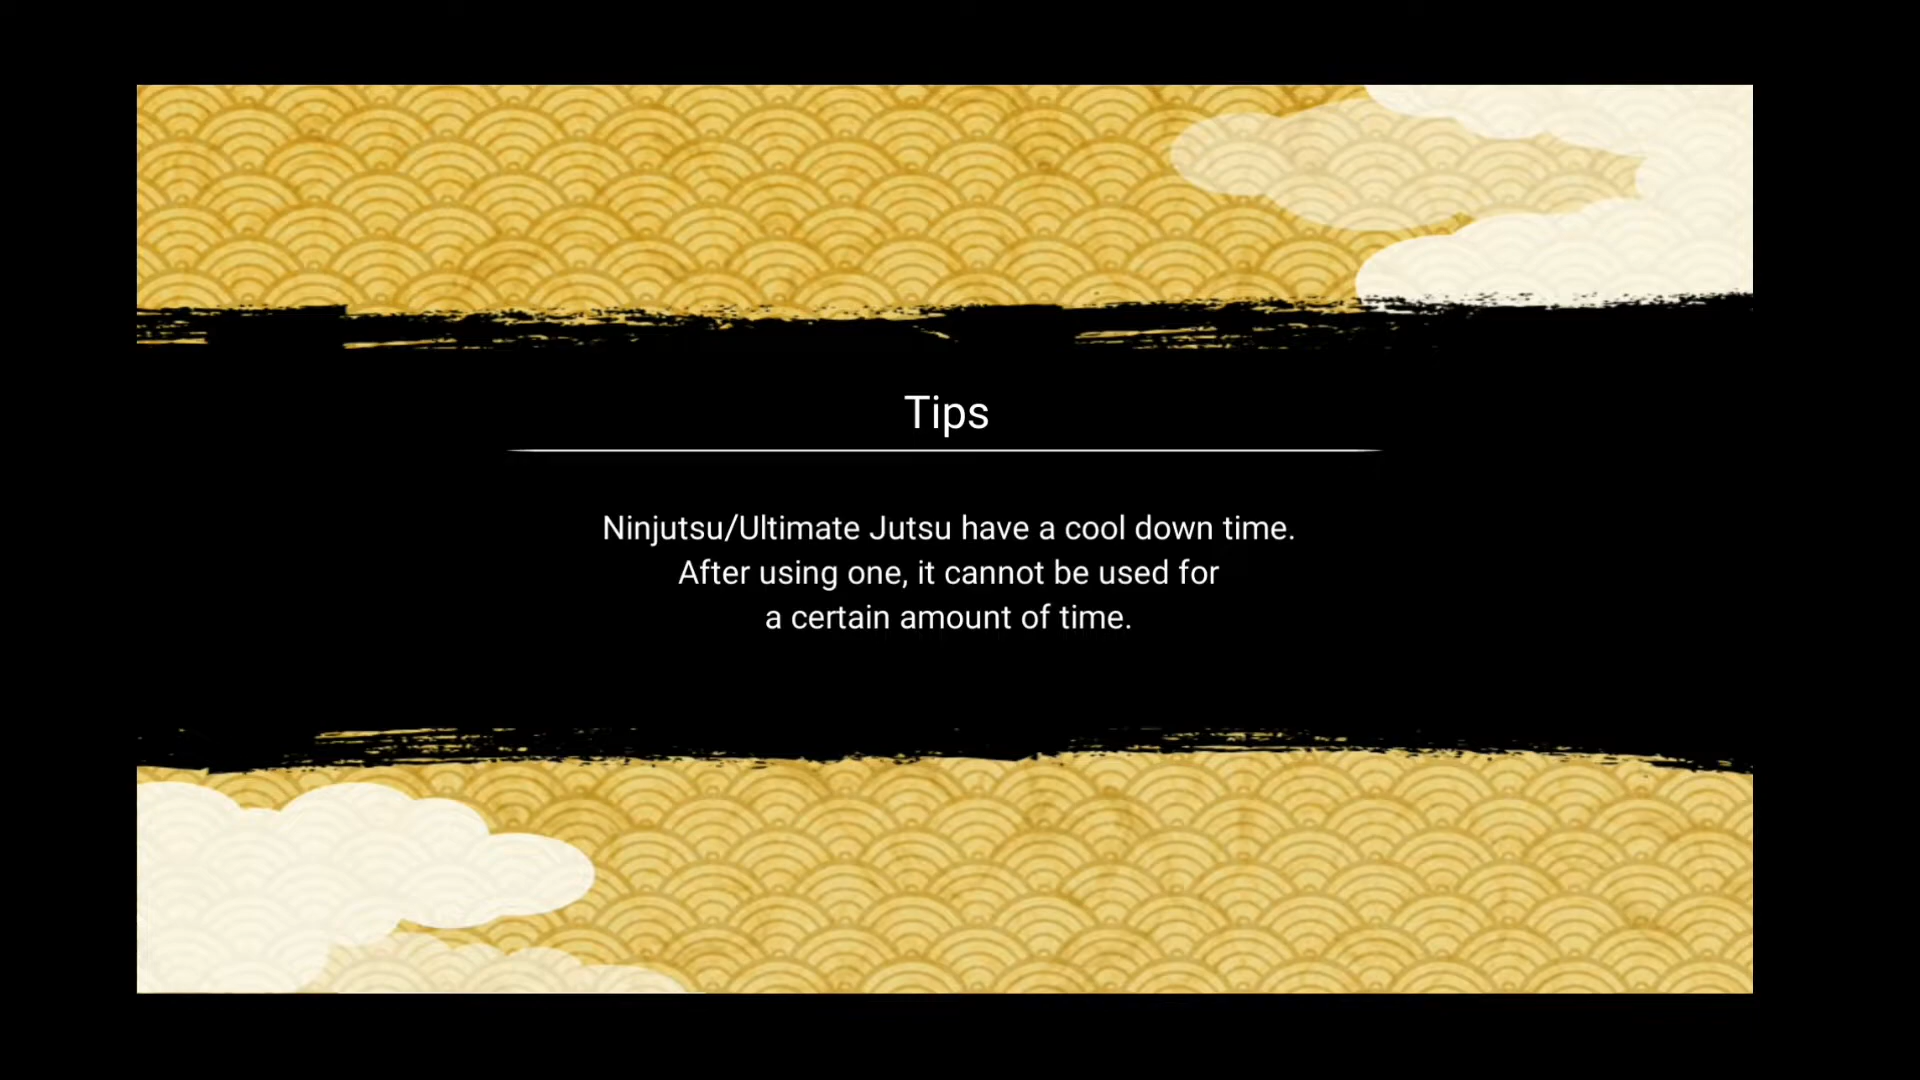 Tips
Ninjutsu/Ultimate Jutsu have a cool down time.
After using one, it cannot be used for
a certain amount of time.